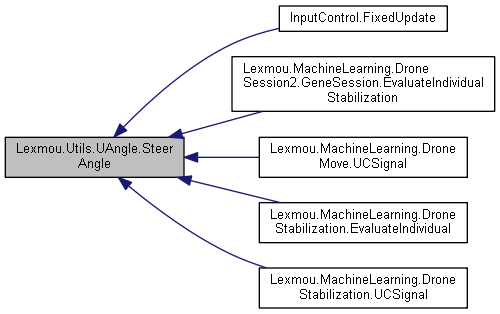 InputControl.FixedUpdate
Lexmou.MachineLearning.Drone
Session2.GeneSession.EvaluateIndividual
Stabilization
Lexmou.Utils.UAngle.Steer
Angle
Lexmou.MachineLearning.Drone
Move.UCSignal
Lexmou.MachineLearning.Drone
Stabilization.EvaluateIndividual
Lexmou.MachineLearning.Drone
Stabilization.UCSignal